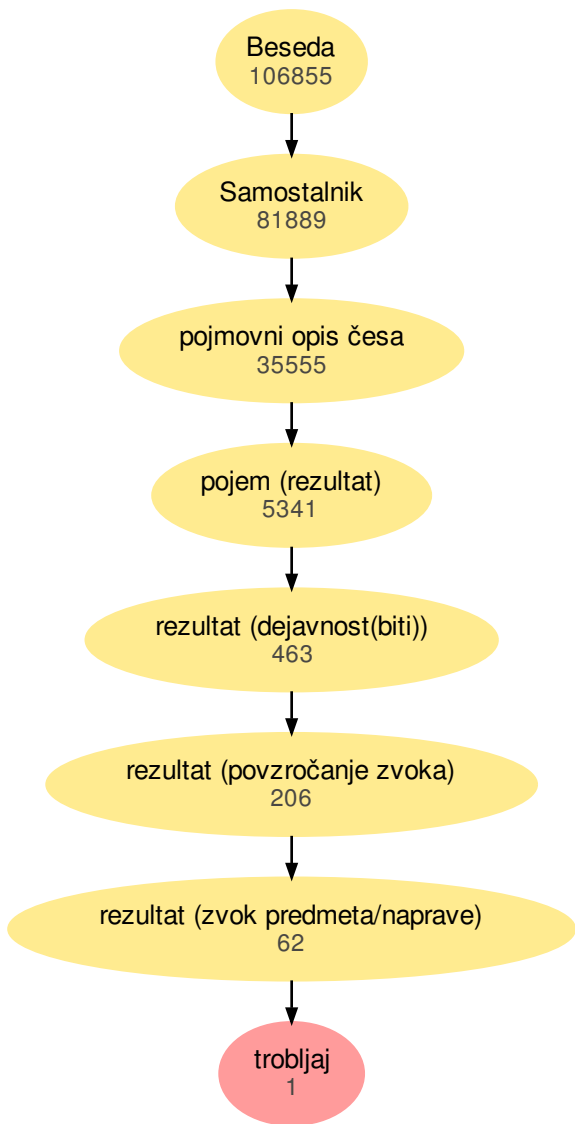 Beseda
106855
Samostalnik
81889
pojmovni opis česa
35555
pojem (rezultat)
5341
rezultat (dejavnost(biti))
463
rezultat (povzročanje zvoka)
206
rezultat (zvok predmeta/naprave)
62
trobljaj
1